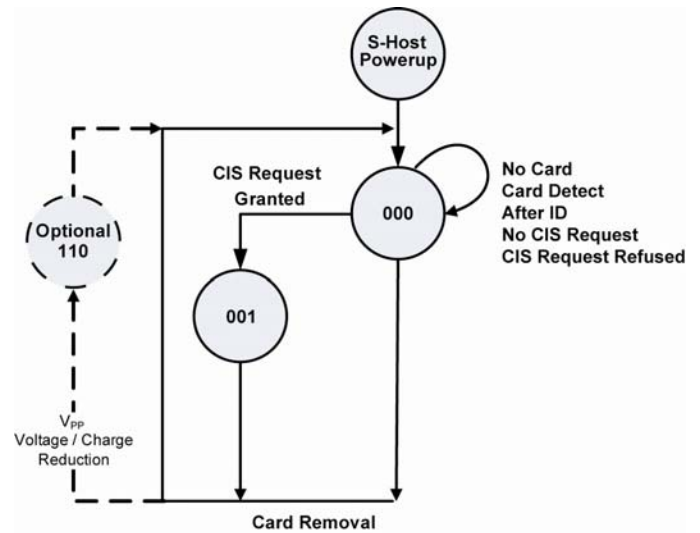 S-Host
Powerup
CIS Request
Granted
000
No Card
Card Detect
After ID
No CIS Request
CIS Request Refused
Optional
110
001
VPP
Voltage / Charge
Reduction
Card Removal